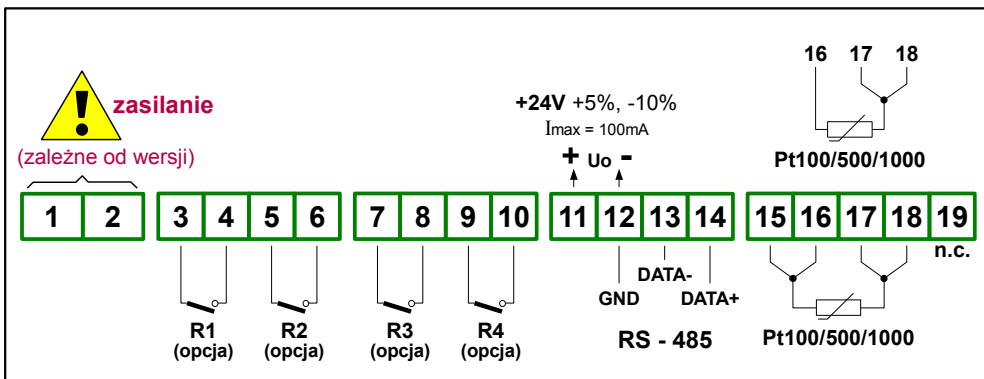 16 17 18
!
zasilanie
(zależne od wersji)
+24V +5%, -10%
Imax = 100mA
+ Uo -
Pt100/500/1000
1 2 3 4 5 6 7 8 9 10 11 12 13 14 15 16 17 18 19
n.c.
DATA-
GND DATA+
R1
(opcja)
R2
(opcja)
R3
(opcja)
R4
(opcja)
RS - 485
Pt100/500/1000